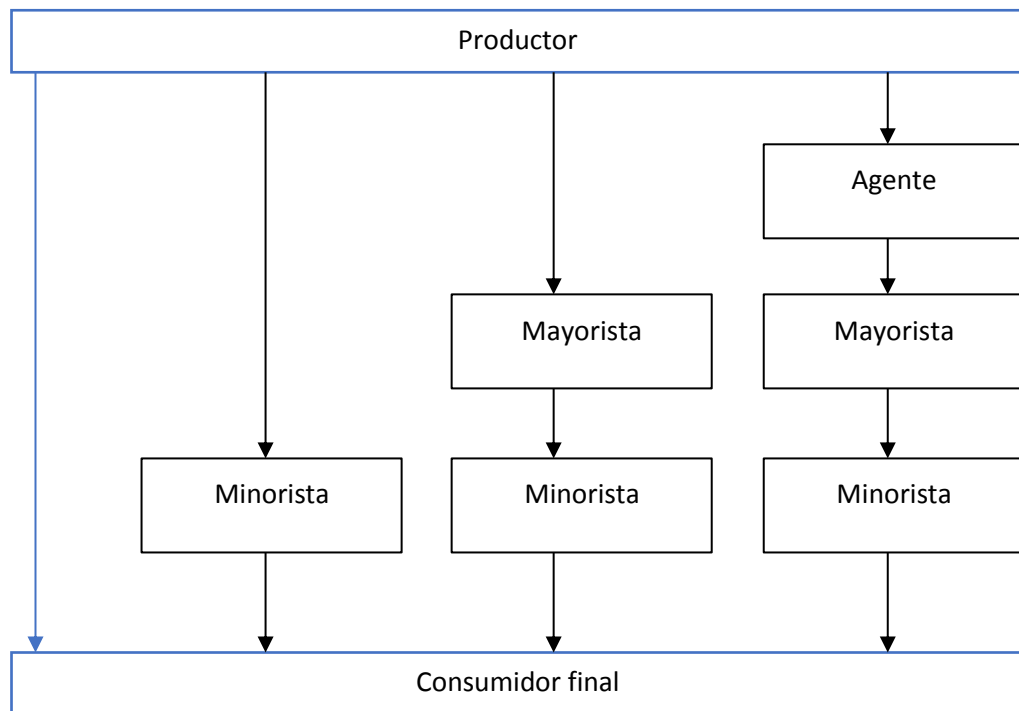 Productor
Agente
Mayorista
Mayorista
Minorista
Minorista
Minorista
Consumidor final